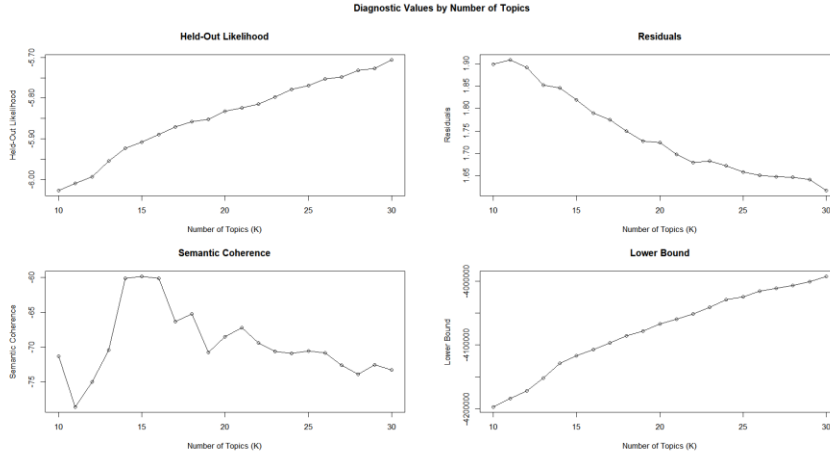 Diagnostic Values by Number of Topics
Held-Out Likelihood
Held-Out Likelihood
-5.70
-5.80
-5.90
-6.00
10 15 20 25 30
Number of Topics (K)
Residuals
Residuals
1.90
1.85
1.80
1.75
1.70
1.65
10 15 20 25 30
Number of Topics (K)
Semantic Coherence
Semantic Coherence
-60
-65
-70
-75
10 15 20 25 30
Number of Topics (K)
Lower Bound
Lower Bound
-4000000
-4100000
-4200000
10 15 20 25 30
Number of Topics (K)